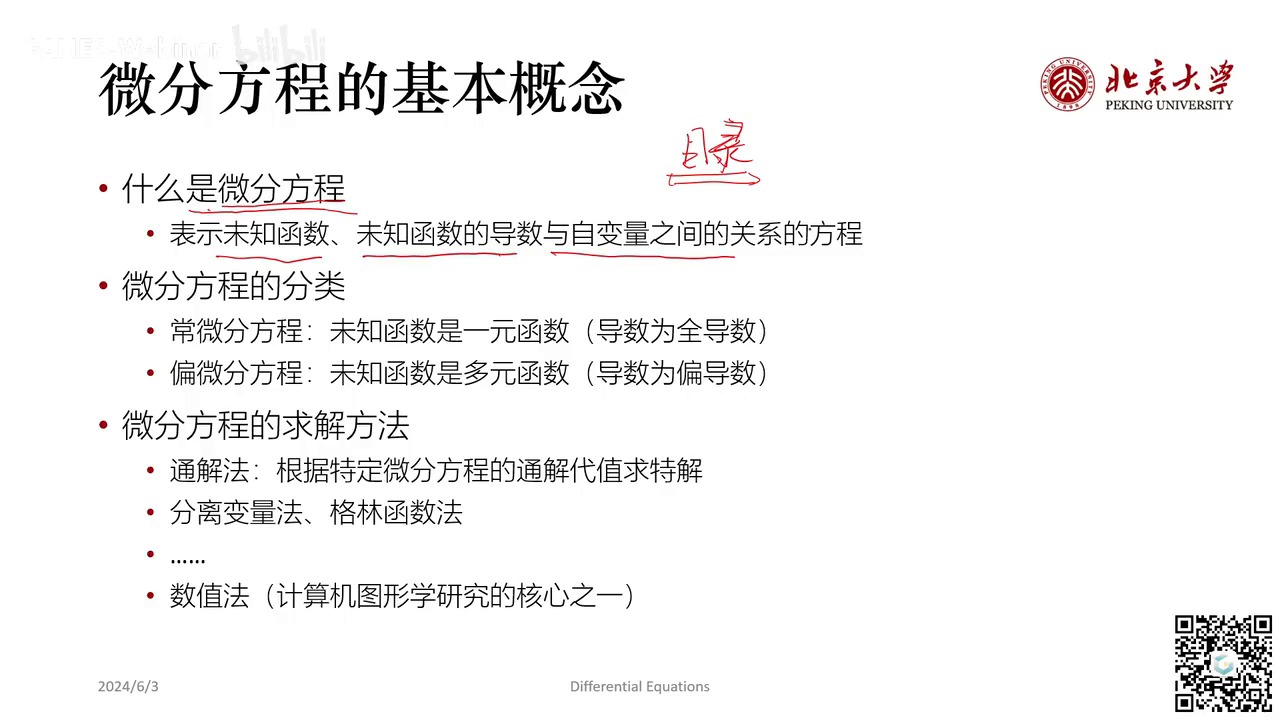 bilibili
微分方程的基本概念
北京大学
PEKING UNIVERSITY
目录
• 什么是微分方程
• 表示未知函数、未知函数的导数与自变量之间的关系的方程
• 微分方程的分类
• 常微分方程：未知函数是一元函数（导数为全导数）
• 偏微分方程：未知函数是多元函数（导数为偏导数）
• 微分方程的求解方法
• 通解法：根据特定微分方程的通解代值求特解
• 分离变量法、格林函数法
• ……
• 数值法（计算机图形学研究的核心之一）
2024/6/3
Differential Equations